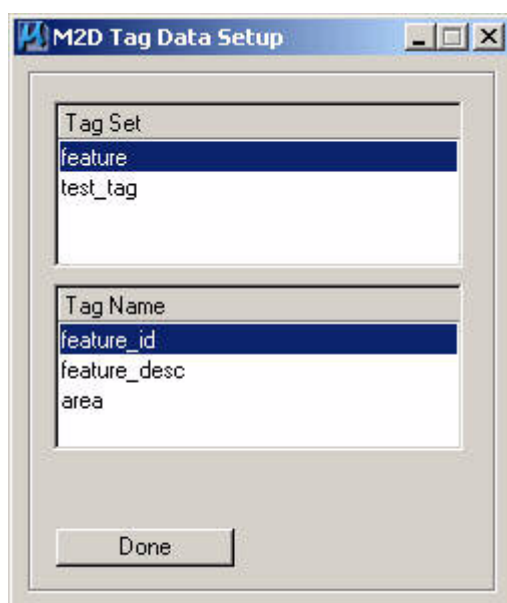 M2D Tag Data Setup
Tag Set
feature
test_tag
Tag Name
feature_id
feature_desc
area
Done